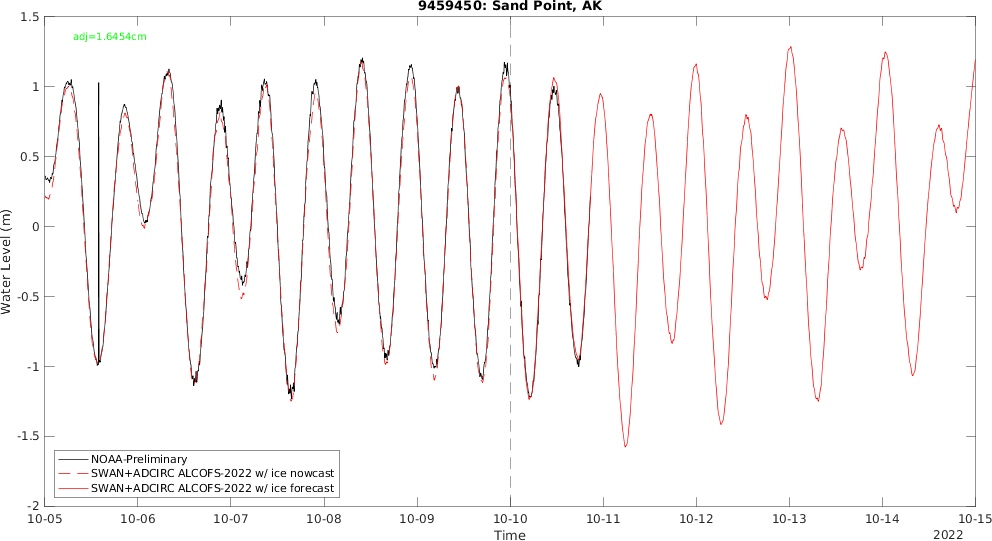 9459450: Sand Point, AK
adj=1.6454cm
1.5
1
0.5
0
-0.5
-1
-1.5
-2
Water Level (m)
NOAA-Preliminary
SWAN+ADCIRC ALCOFS-2022 w/ ice nowcast
SWAN+ADCIRC ALCOFS-2022 w/ ice forecast
10-05 10-06 10-07 10-08 10-09 10-10 10-11 10-12 10-13 10-14 10-15
Time
2022